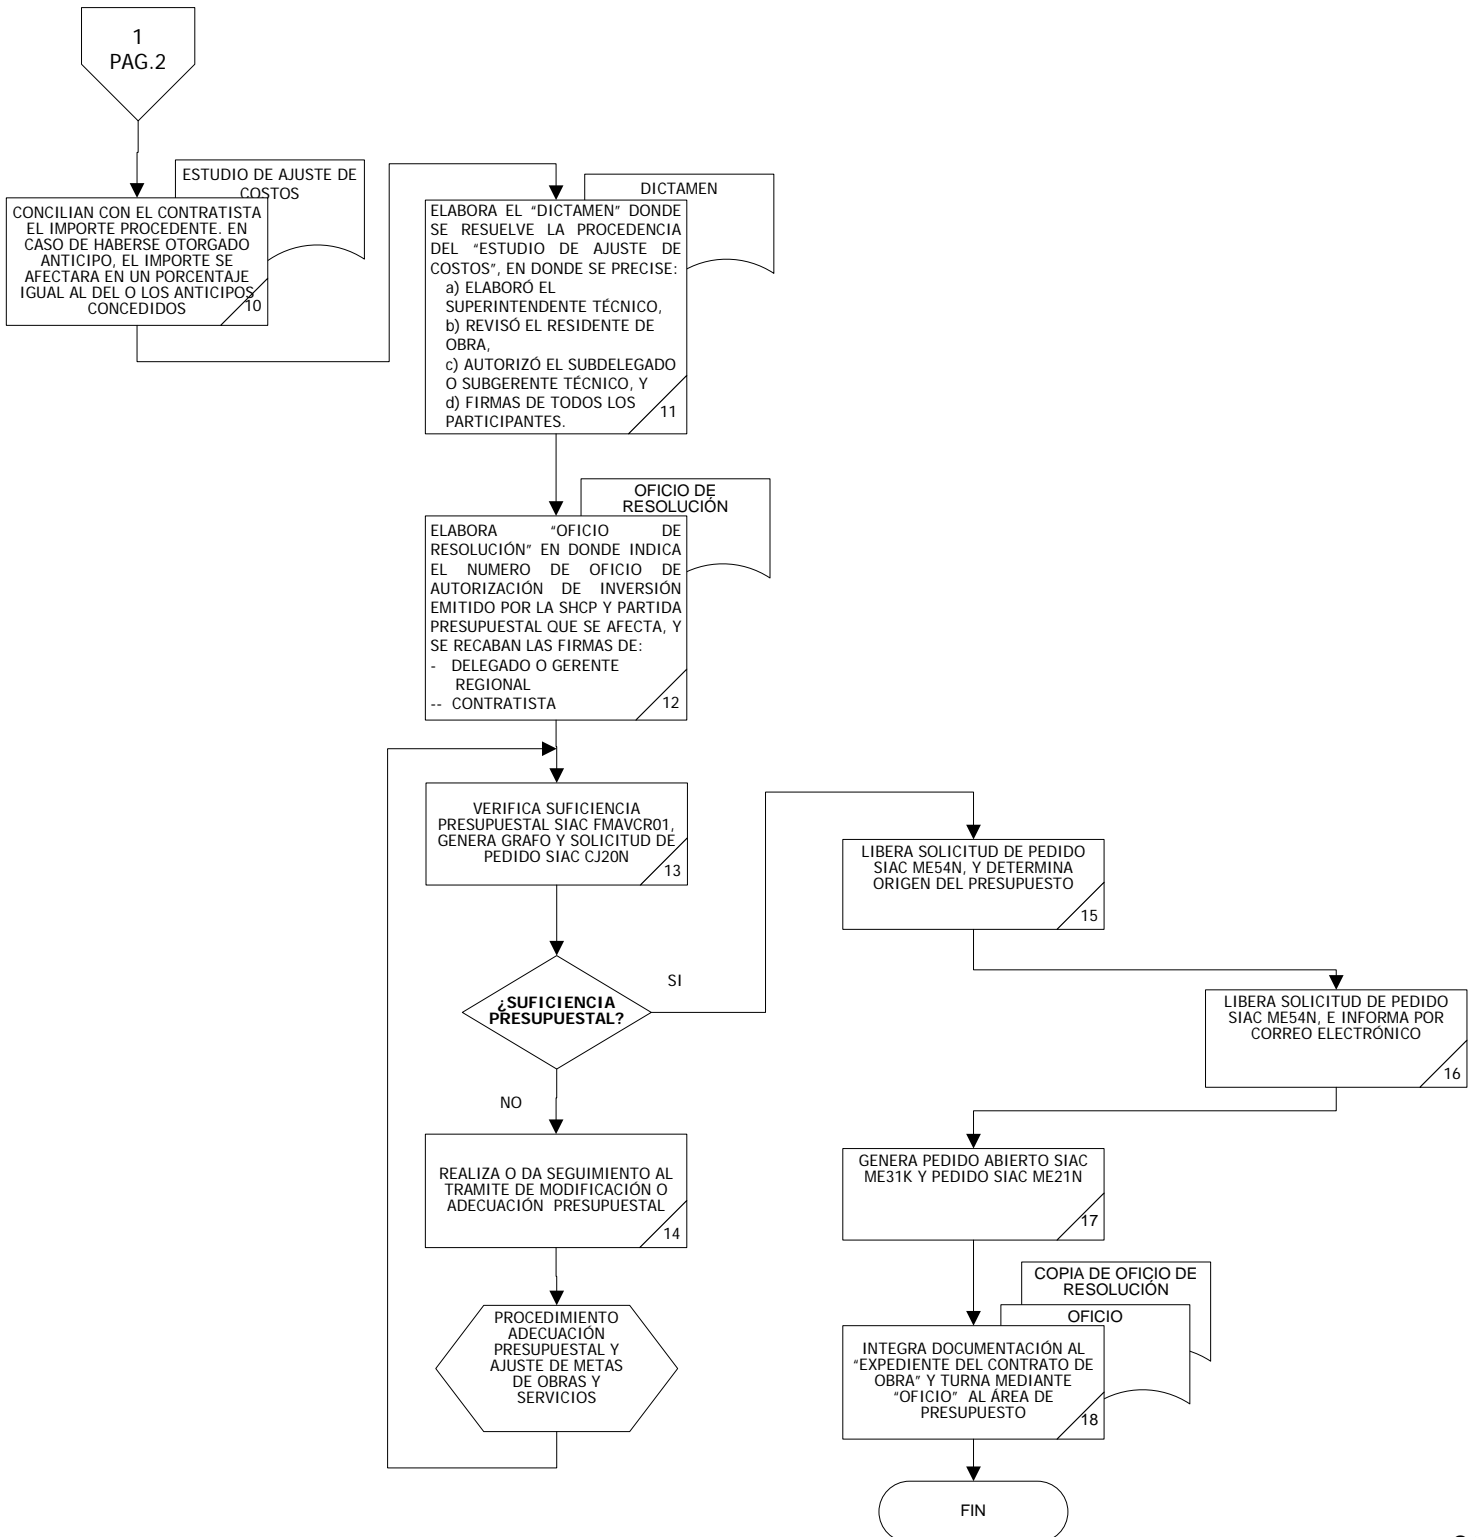 1
PAG.2
ESTUDIO DE AJUSTE DE
COSTOS
CONCILIAN CON EL CONTRATISTA
EL IMPORTE PROCEDENTE. EN
CASO DE HABERSE OTORGADO
ANTICIPO, EL IMPORTE SE
AFECTARA EN UN PORCENTAJE
IGUAL AL DEL O LOS ANTICIPOS
CONCEDIDOS
10
DICTAMEN
ELABORA EL "DICTAMEN" DONDE
SE RESUELVE LA PROCEDENCIA
DEL "ESTUDIO DE AJUSTE DE
COSTOS", EN DONDE SE PRECISE:
a) ELABORÓ EL
SUPERINTENDENTE TÉCNICO,
b) REVISÓ EL RESIDENTE DE
OBRA,
c) AUTORIZÓ EL SUBDELEGADO
O SUBGERENTE TÉCNICO, Y
d) FIRMAS DE TODOS LOS
PARTICIPANTES.
11
OFICIO DE
RESOLUCIÓN
ELABORA "OFICIO DE
RESOLUCIÓN" EN DONDE INDICA
EL NUMERO DE OFICIO DE
AUTORIZACIÓN DE INVERSIÓN
EMITIDO POR LA SHCP Y PARTIDA
PRESUPUESTAL QUE SE AFECTA, Y
SE RECABAN LAS FIRMAS DE:
- DELEGADO O GERENTE
REGIONAL
-- CONTRATISTA
12
VERIFICA SUFICIENCIA
PRESUPUESTAL SIAC FMAVCR01,
GENERA GRAFO Y SOLICITUD DE
PEDIDO SIAC CJ20N
13
¿SUFICIENCIA
PRESUPUESTAL?
SI
NO
REALIZA O DA SEGUIMIENTO AL
TRAMITE DE MODIFICACIÓN O
ADECUACIÓN PRESUPUESTAL
14
PROCEDIMIENTO
ADECUACIÓN
PRESUPUESTAL Y
AJUSTE DE METAS
DE OBRAS Y
SERVICIOS
LIBERA SOLICITUD DE PEDIDO
SIAC ME54N, Y DETERMINA
ORIGEN DEL PRESUPUESTO
15
LIBERA SOLICITUD DE PEDIDO
SIAC ME54N, E INFORMA POR
CORREO ELECTRÓNICO
16
GENERA PEDIDO ABIERTO SIAC
ME31K Y PEDIDO SIAC ME21N
17
COPIA DE OFICIO DE
RESOLUCIÓN
OFICIO
INTEGRA DOCUMENTACIÓN AL
"EXPEDIENTE DEL CONTRATO DE
OBRA" Y TURNA MEDIANTE
"OFICIO" AL ÁREA DE
PRESUPUESTO
18
FIN